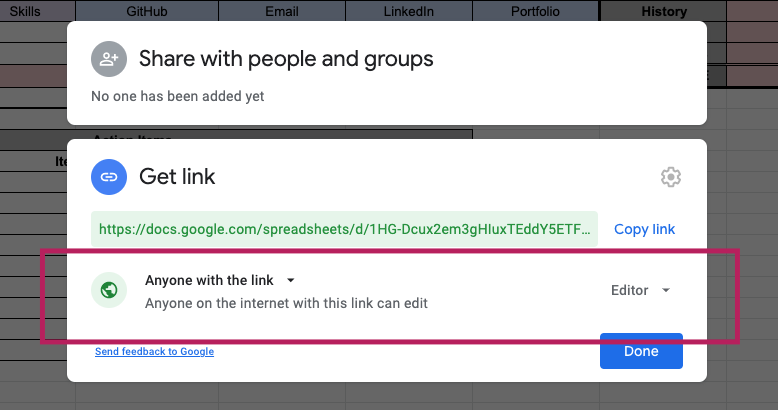 Skills GitHub Email LinkedIn Portfolio History
Share with people and groups
No one has been added yet
Action Items
Get link
https://docs.google.com/spreadsheets/d/1HG-Dcux2em3gHIuxTEddY5ETF...
Copy link
Anyone with the link
Anyone on the internet with this link can edit
Editor
Send feedback to Google
Done